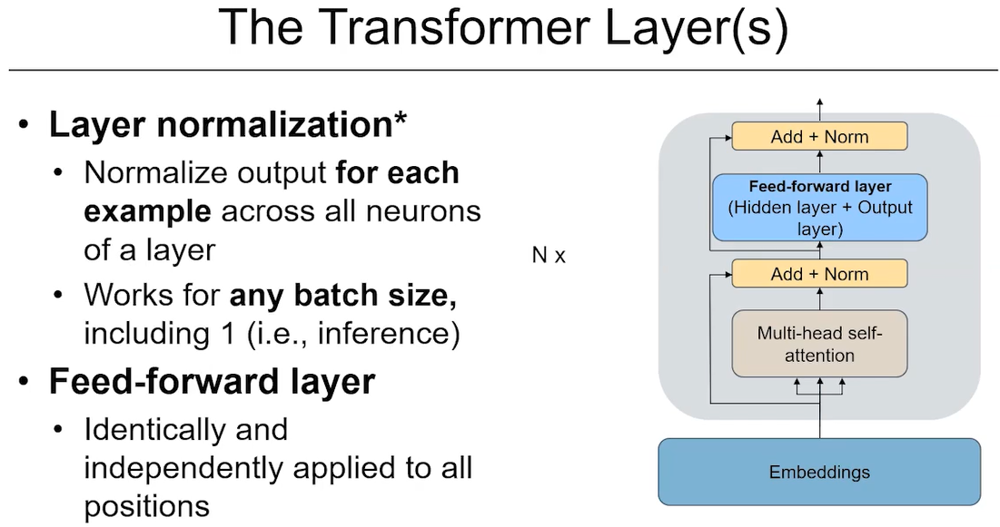 The Transformer Layer(s)
• Layer normalization*
• Normalize output for each
example across all neurons
of a layer
• Works for any batch size,
including 1 (i.e., inference)
• Feed-forward layer
• Identically and
independently applied to all
positions
N x
Add + Norm
Feed-forward layer
(Hidden layer + Output
layer)
Add + Norm
Multi-head self-
attention
Embeddings